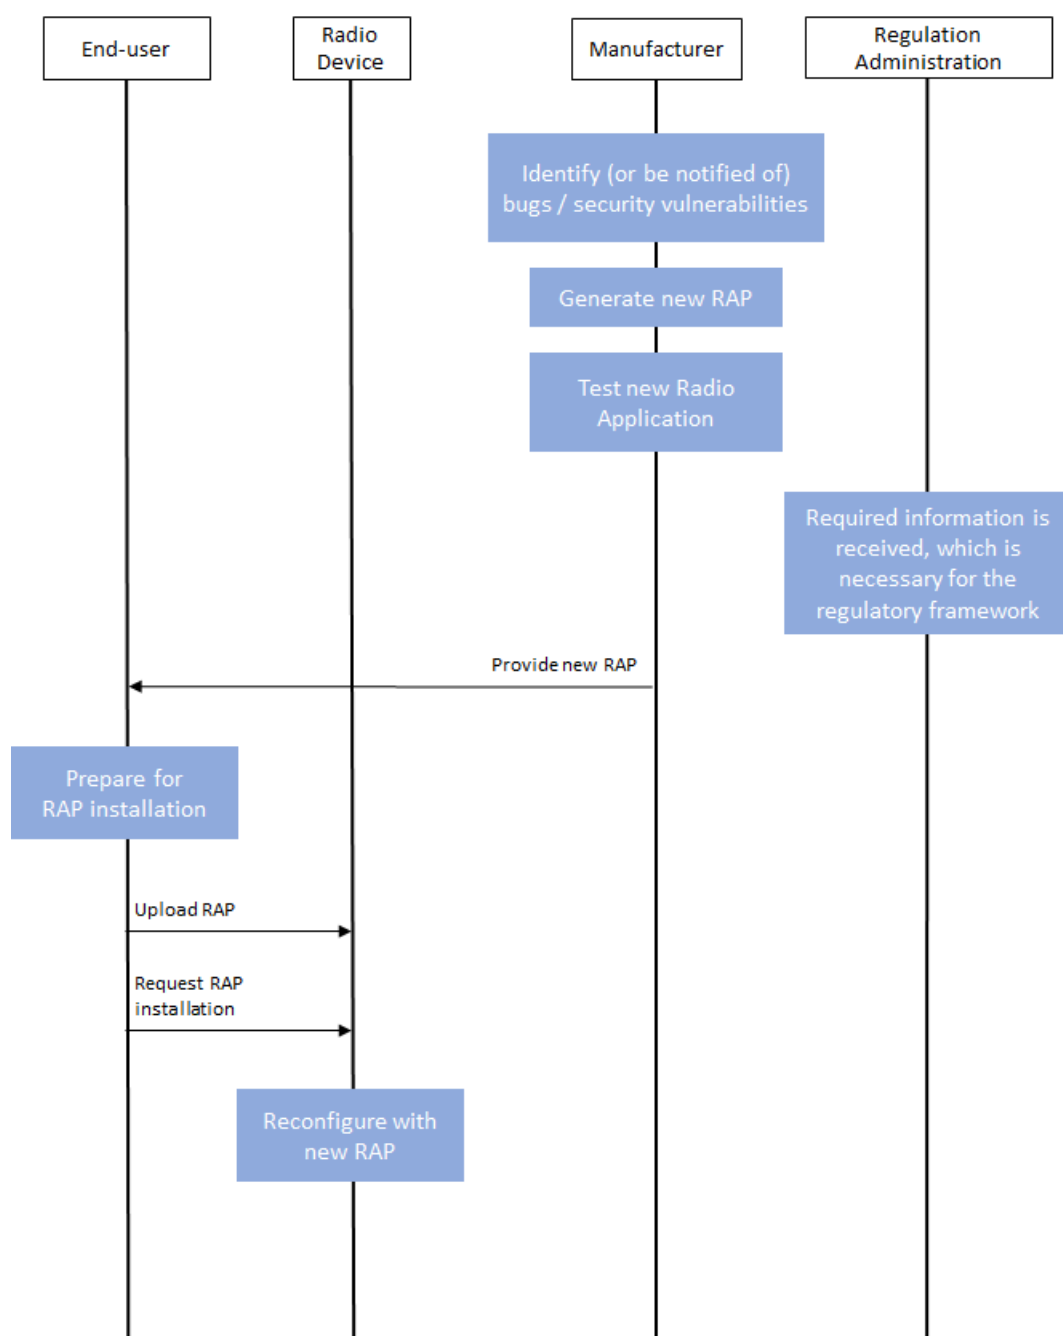 End-user
Radio
Device
Manufacturer
Regulation
Administration
Identify (or be notified of)
bugs / security vulnerabilities
Generate new RAP
Test new Radio
Application
Required information is
received, which is
necessary for the
regulatory framework
Provide new RAP
Prepare for
RAP installation
Upload RAP
Request RAP
installation
Reconfigure with
new RAP